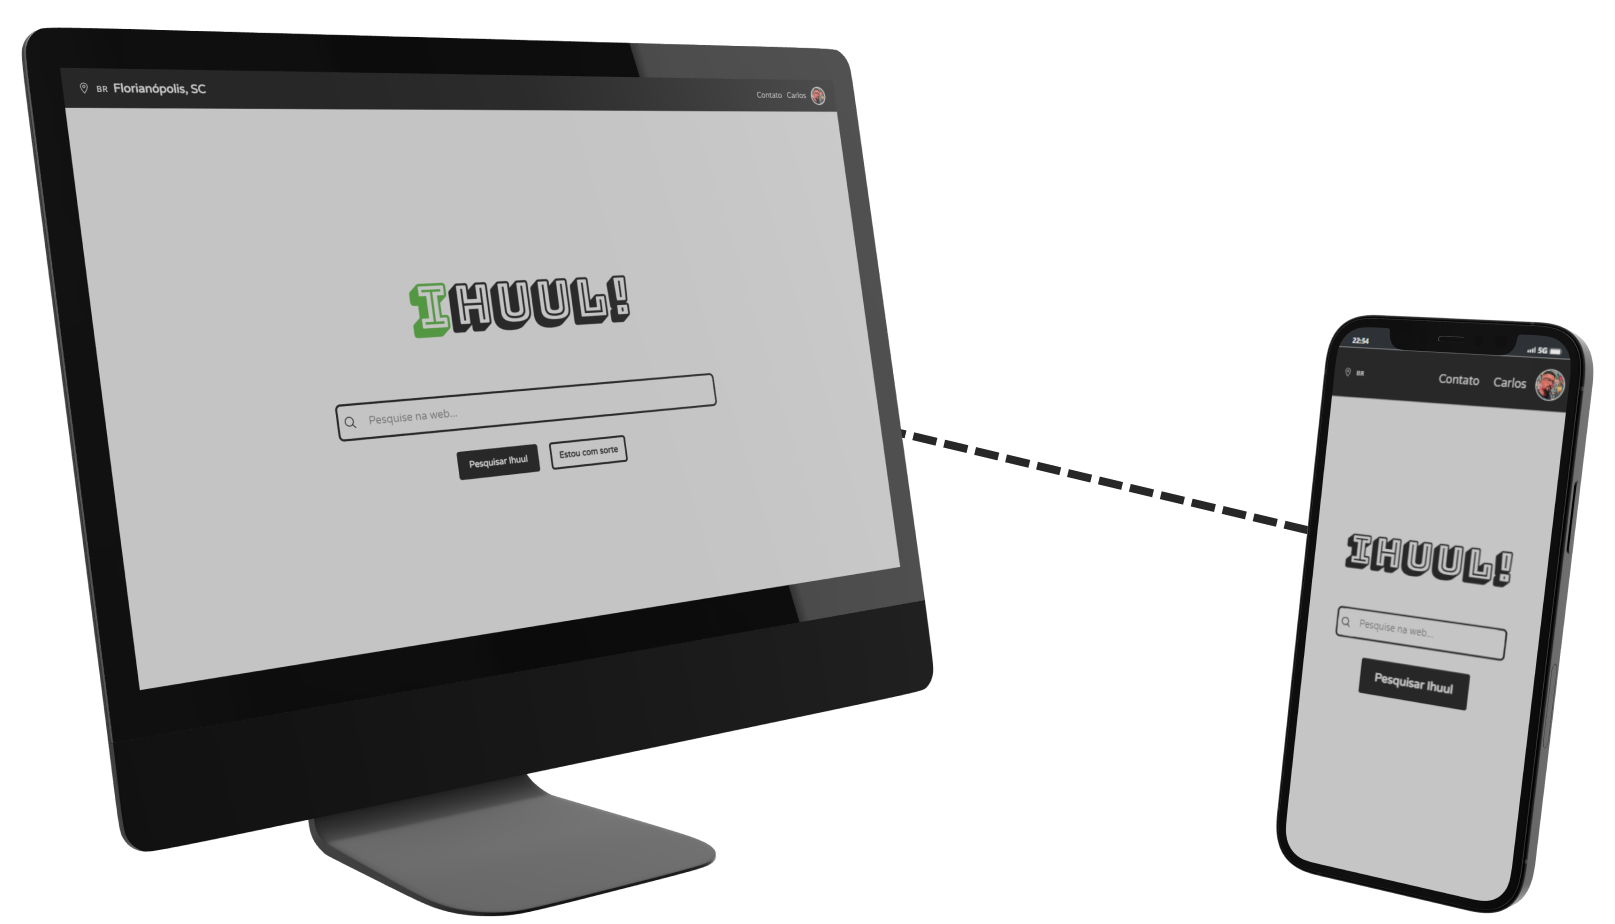 BR Florianópolis, SC
Contato Carlos
IHUUL!
Pesquise na web...
Pesquisar Ihuul
Estou com sorte
22:54
5G
BR
Contato Carlos
IHUUL!
Pesquise na web...
Pesquisar Ihuul